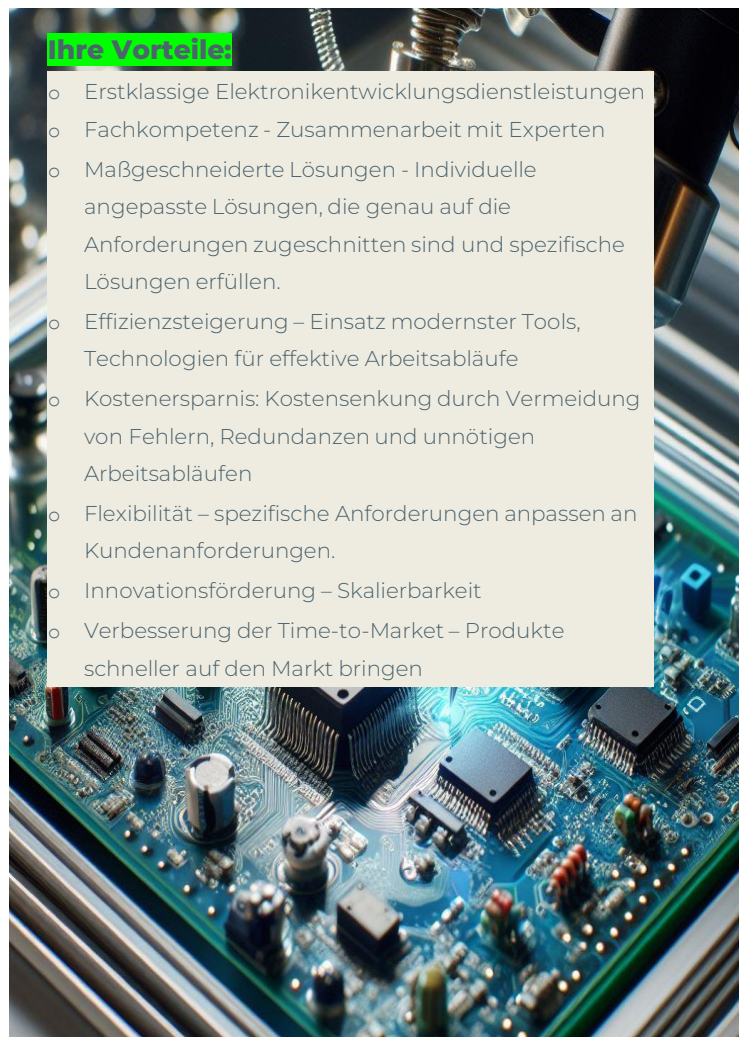 Ihre Vorteile:
o Erstklassige Elektronikentwicklungsdienstleistungen
o Fachkompetenz - Zusammenarbeit mit Experten
o Maßgeschneiderte Lösungen - Individuelle
angepasste Lösungen, die genau auf die
Anforderungen zugeschnitten sind und spezifische
Lösungen erfüllen.
o Effizienzsteigerung – Einsatz modernster Tools,
Technologien für effektive Arbeitsabläufe
o Kostenersparnis: Kostensenkung durch Vermeidung
von Fehlern, Redundanzen und unnötigen
Arbeitsabläufen
o Flexibilität – spezifische Anforderungen anpassen an
Kundenanforderungen.
o Innovationsförderung – Skalierbarkeit
o Verbesserung der Time-to-Market – Produkte
schneller auf den Markt bringen